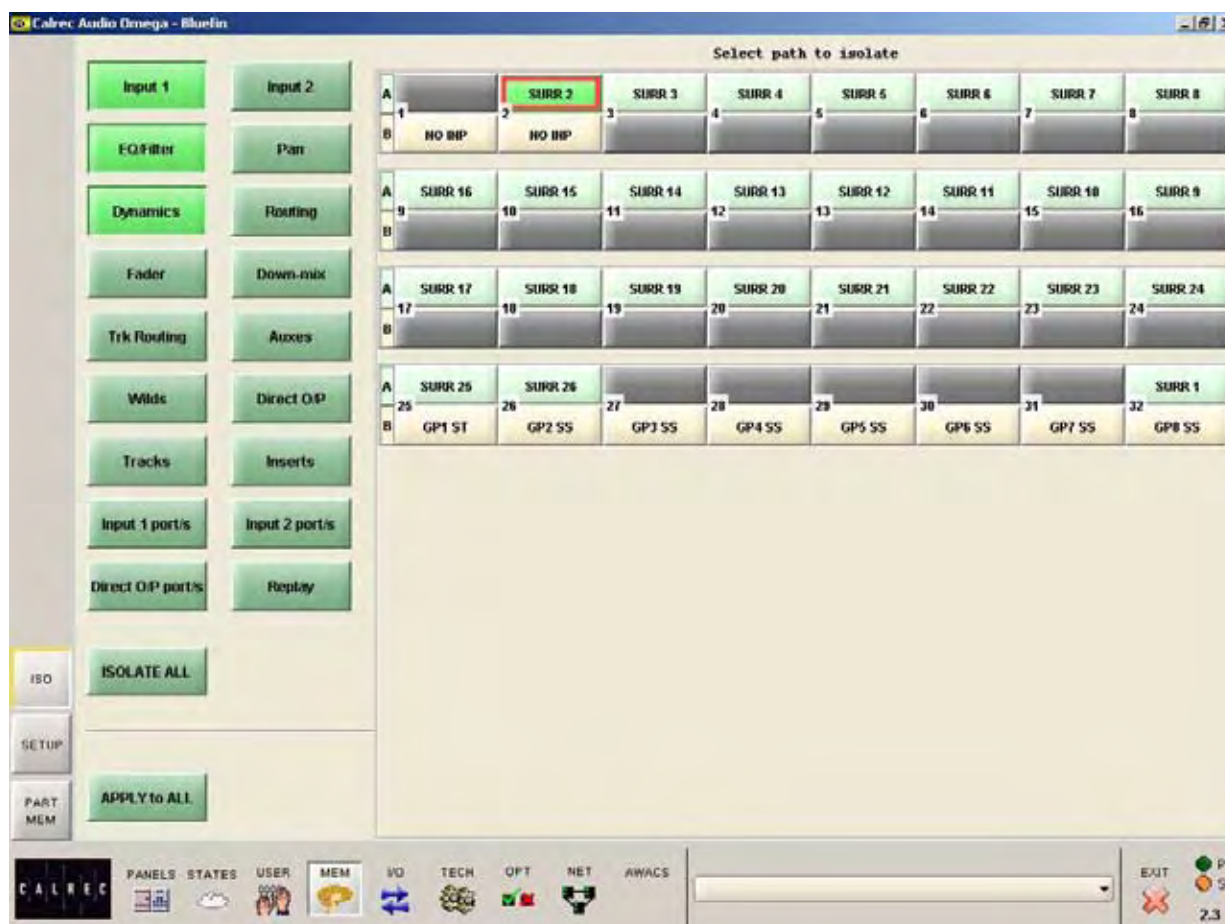 Calrec Audio Omega - Bluefin
Select path to isolate
Input 1 Input 2
EQ/Filter Pan
Dynamics Routing
Fader Down-mix
Trk Routing Auxes
Wilds Direct O/P
Tracks Inserts
Input 1 port/s Input 2 port/s
Direct O/P port/s Replay
ISOLATE ALL
APPLY to ALL
ISO
SETUP
PART
MEM
A SURR 2 SURR 3 SURR 4 SURR 5 SURR 6 SURR 7 SURR 8
1 2 3 4 5 6 7 8
B NO INP NO INP
A SURR 16 SURR 15 SURR 14 SURR 13 SURR 12 SURR 11 SURR 10 SURR 9
9 10 11 12 13 14 15 16
B
A SURR 17 SURR 18 SURR 19 SURR 20 SURR 21 SURR 22 SURR 23 SURR 24
17 18 19 20 21 22 23 24
B
A SURR 25 SURR 26 SURR 1
25 26 27 28 29 30 31 32
B GP1 ST GP2 SS GP3 SS GP4 SS GP5 SS GP6 SS GP7 SS GP8 SS
CALREC
PANELS STATES USER MEM I/O TECH OPT NET AWACS EXIT
P
S
2.3